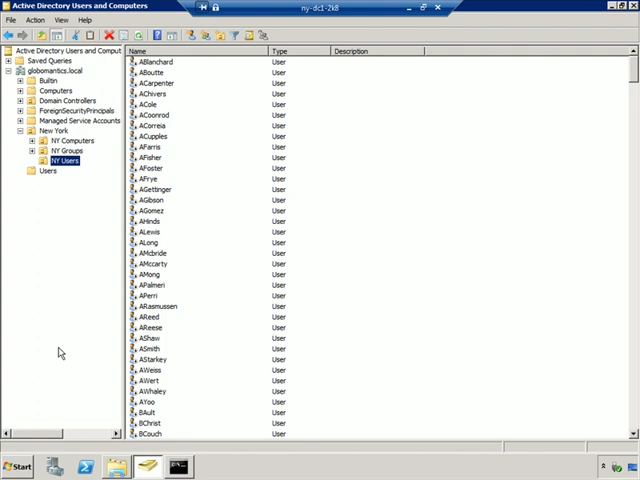 Active Directory Users and Computers
ny-dc1-2k8
File Action View Help
Active Directory Users and Comput
Saved Queries
globomantics.local
Builtin
Computers
Domain Controllers
ForeignSecurityPrincipals
Managed Service Accounts
New York
NY Computers
NY Groups
NY Users
Users
Name Type Description
ABlanchard User
ABoutte User
ACarpenter User
AChivers User
ACole User
ACoonrod User
ACorreia User
ACupples User
AFarris User
AFisher User
AFoster User
AFrye User
AGettinger User
AGibson User
AGomez User
AHinds User
ALewis User
ALong User
AMcbride User
AMccarty User
AMong User
APalmeri User
APerri User
ARasmussen User
AReed User
AReese User
AShaw User
ASmith User
AStarkey User
AWeiss User
AWert User
AWhaley User
AYoo User
BAult User
BChrist User
BCouch User
Start